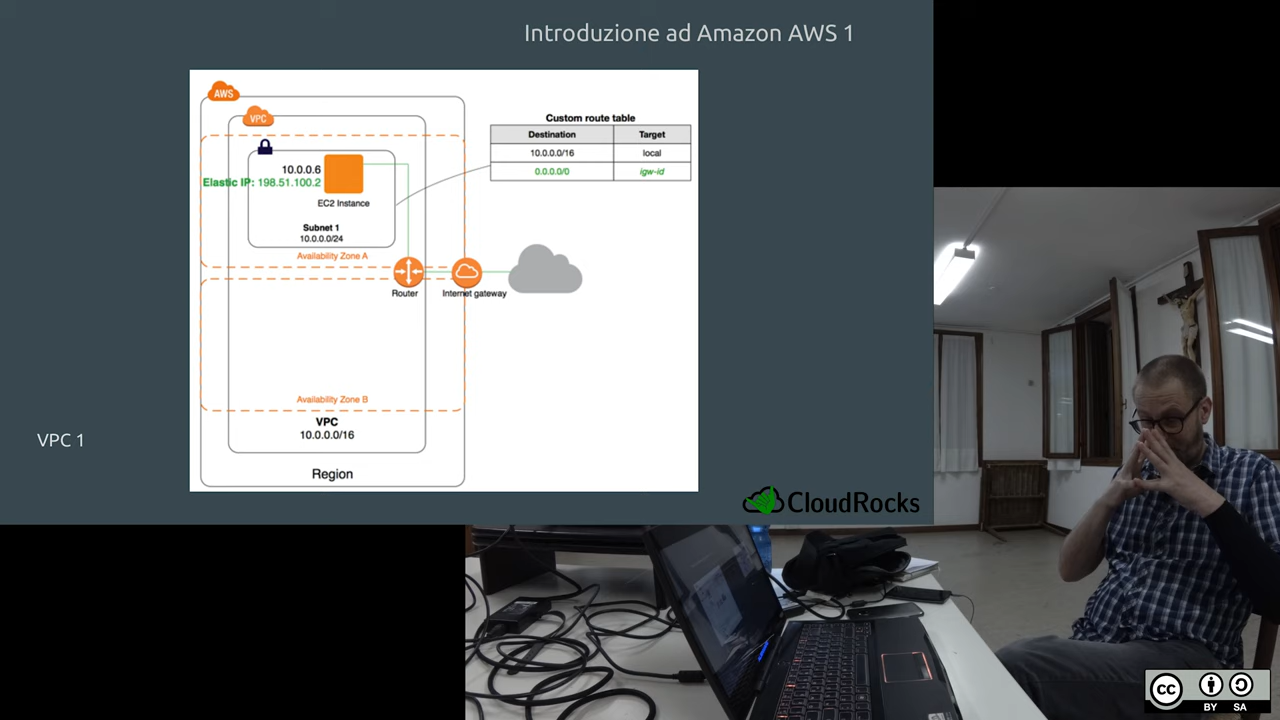 Introduzione ad Amazon AWS 1
AWS
VPC
Custom route table
Destination Target
10.0.0.0/16 local
0.0.0.0/0 igw-id
10.0.0.6
Elastic IP: 198.51.100.2
EC2 Instance
Subnet 1
10.0.0.0/24
Availability Zone A
Router
Internet gateway
Availability Zone B
VPC
10.0.0.0/16
Region
VPC 1
CloudRocks
CC
BY SA